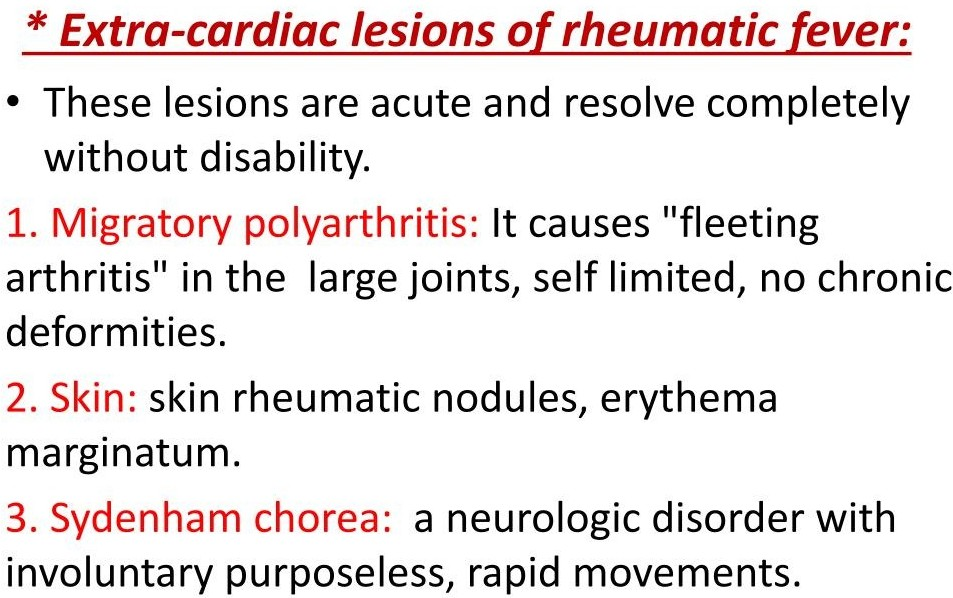 * Extra-cardiac lesions of rheumatic fever:
• These lesions are acute and resolve completely
without disability.
1. Migratory polyarthritis: It causes "fleeting
arthritis" in the  large joints, self limited, no chronic
deformities.
2. Skin: skin rheumatic nodules, erythema
marginatum.
3. Sydenham chorea:  a neurologic disorder with
involuntary purposeless, rapid movements.